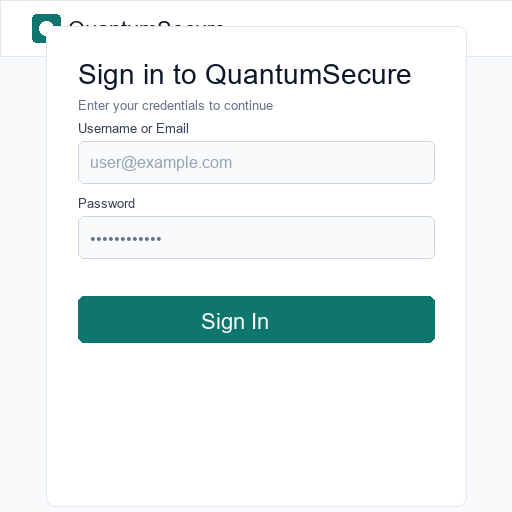 QuantumSecure
Sign in to QuantumSecure
Enter your credentials to continue
Username or Email
user@example.com
Password
••••••••••••
Sign In